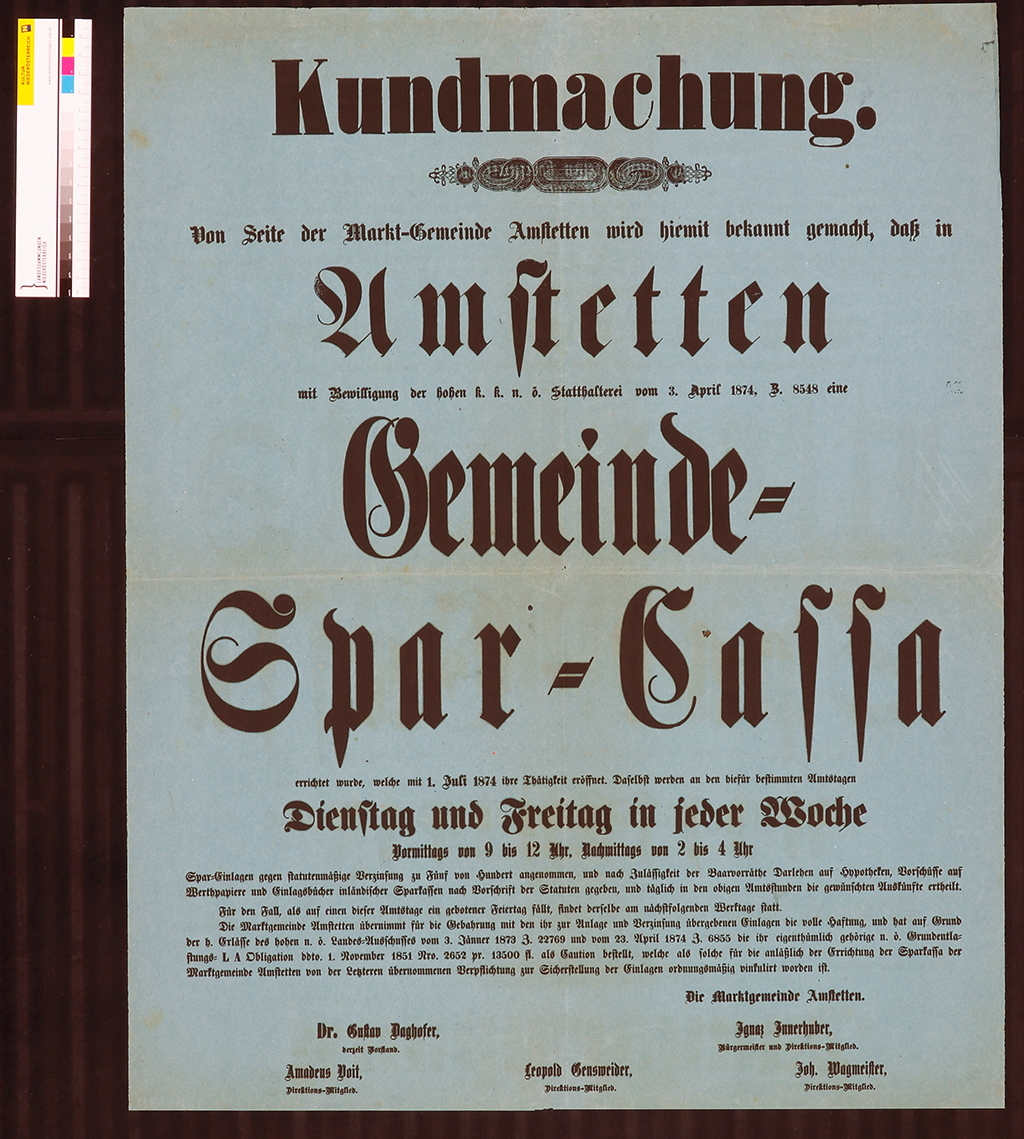 Kundmachung.
Von Seite der Markt-Gemeinde Amstetten wird hiemit bekannt gemacht, daß in
Amstetten
mit Bewilligung der hohen k. k. n. ö. Statthalterei vom 3. April 1874, Z. 8548 eine
Gemeinde-
Spar-Cassa
errichtet wurde, welche mit 1. Juli 1874 ihre Thätigkeit eröffnet. Daselbst werden an den hiefür bestimmten Amtstagen
Dienstag und Freitag in jeder Woche
Vormittags von 9 bis 12 Uhr, Nachmittags von 2 bis 4 Uhr
Spar-Einlagen gegen statutenmäßige Verzinsung zu Fünf von Hundert angenommen, und nach Zulässigkeit der Baarvorräthe Darlehen auf Hypotheken, Vorschüsse auf
Werthpapiere und Einlagsbücher inländischer Sparkassen nach Vorschrift der Statuten gegeben, und täglich in den obigen Amtsstunden die gewünschten Auskünfte ertheilt.
Für den Fall, als auf einen dieser Amtstage ein gebotener Feiertag fällt, findet derselbe am nächstfolgenden Werktage statt.
Die Marktgemeinde Amstetten übernimmt für die Gebahrung mit den ihr zur Anlage und Verzinsung übergebenen Einlagen die volle Haftung, und hat auf Grund
der h. Erlässe des hohen n. ö. Landes-Ausschusses vom 3. Jänner 1873 Z. 22769 und vom 23. April 1874 Z. 6855 die ihr eigenthümlich gehörige n. ö. Grundentla-
stungs- L A Obligation ddto. 1. November 1851 Nro. 2652 pr. 13500 fl. als Caution bestellt, welche als solche für die anläßlich der Errichtung der Sparkassa der
Marktgemeinde Amstetten von der Letzteren übernommenen Verpflichtung zur Sicherstellung der Einlagen ordnungsmäßig vinkulirt worden ist.
Die Marktgemeinde Amstetten.
Dr. Gustav Daghofer,
derzeit Vorstand.
Ignaz Innerhuber,
Bürgermeister und Direktions-Mitglied.
Amadeus Voit,
Direktions-Mitglied.
Leopold Gensweider,
Direktions-Mitglied.
Joh. Wagmeister,
Direktions-Mitglied.
KULTUR
NIEDERÖSTERREICH
LANDESSAMMLUNGEN
NIEDERÖSTERREICH